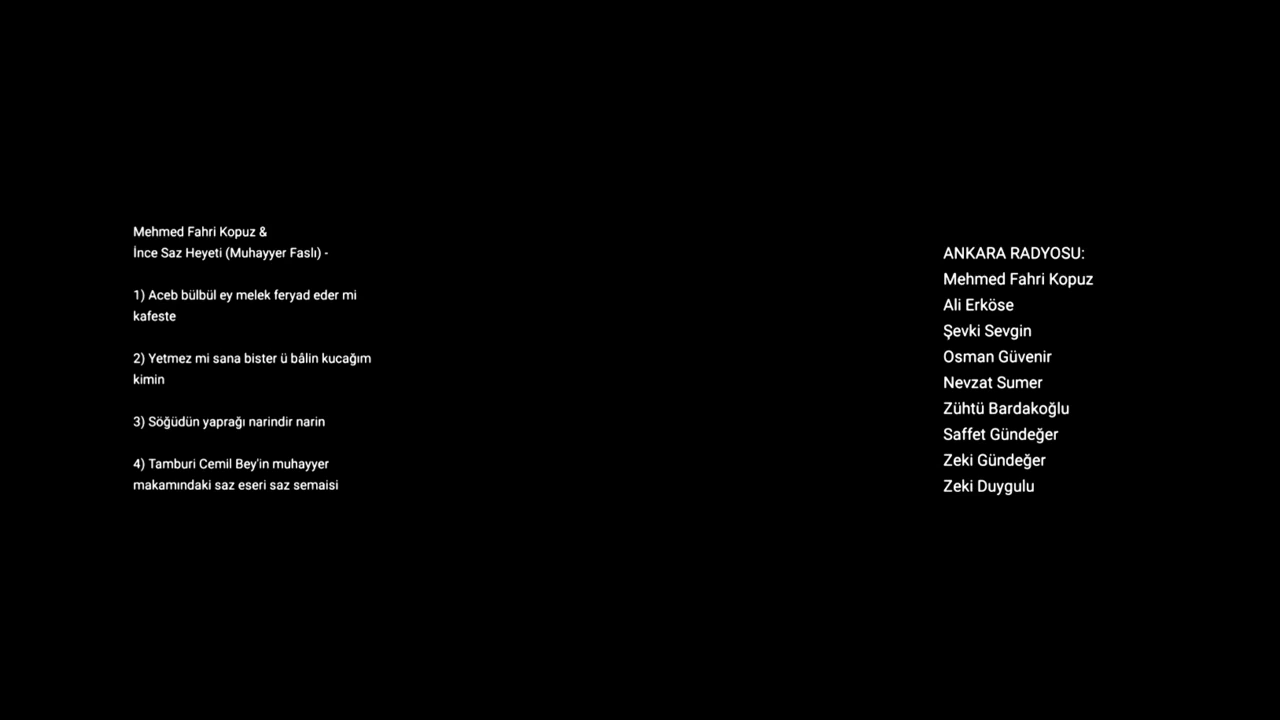 Mehmed Fahri Kopuz &
İnce Saz Heyeti (Muhayyer Faslı) -
1) Aceb bülbül ey melek feryad eder mi
kafeste
2) Yetmez mi sana bister ü bâlin kucağım
kimin
3) Söğüdün yaprağı narindir narin
4) Tamburi Cemil Bey'in muhayyer
makamındaki saz eseri saz semaisi
ANKARA RADYOSU:
Mehmed Fahri Kopuz
Ali Erköse
Şevki Sevgin
Osman Güvenir
Nevzat Sumer
Zühtü Bardakoğlu
Saffet Gündeğer
Zeki Gündeğer
Zeki Duygulu